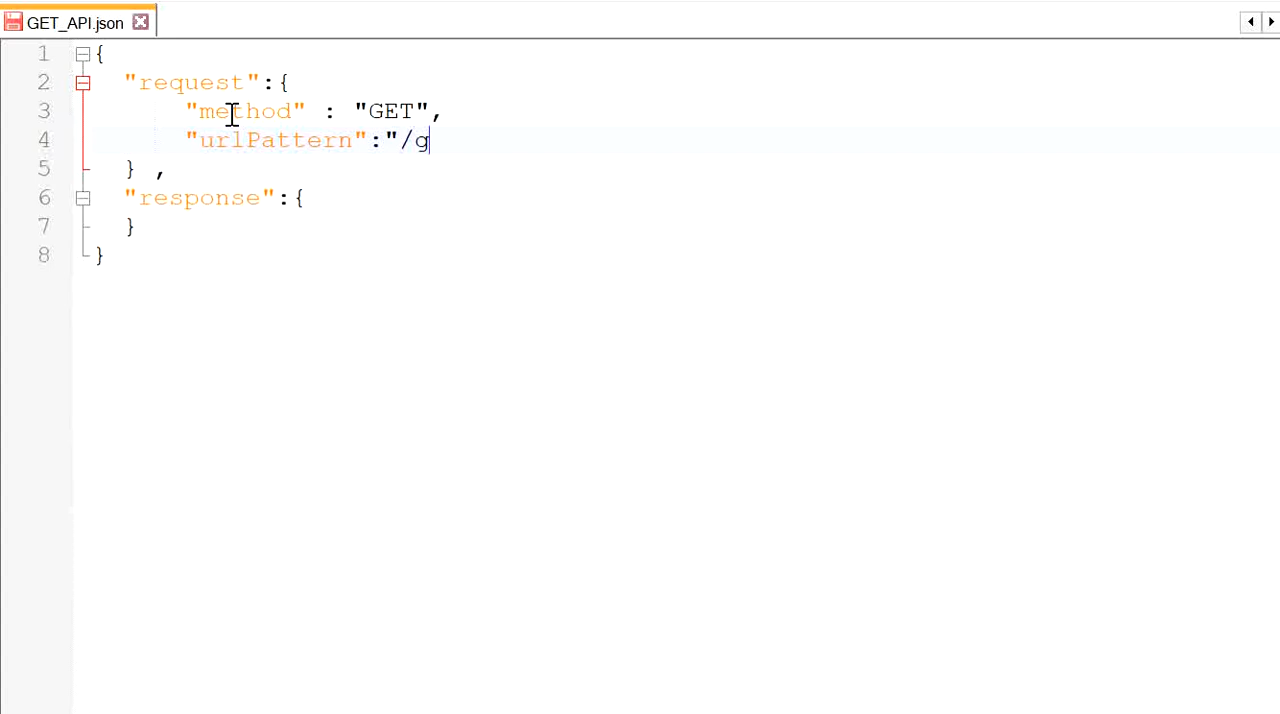 GET_API.json
1 {
2 "request":{
3 "method" : "GET",
4 "urlPattern":"/g
5 } ,
6 "response":{
7 }
8 }